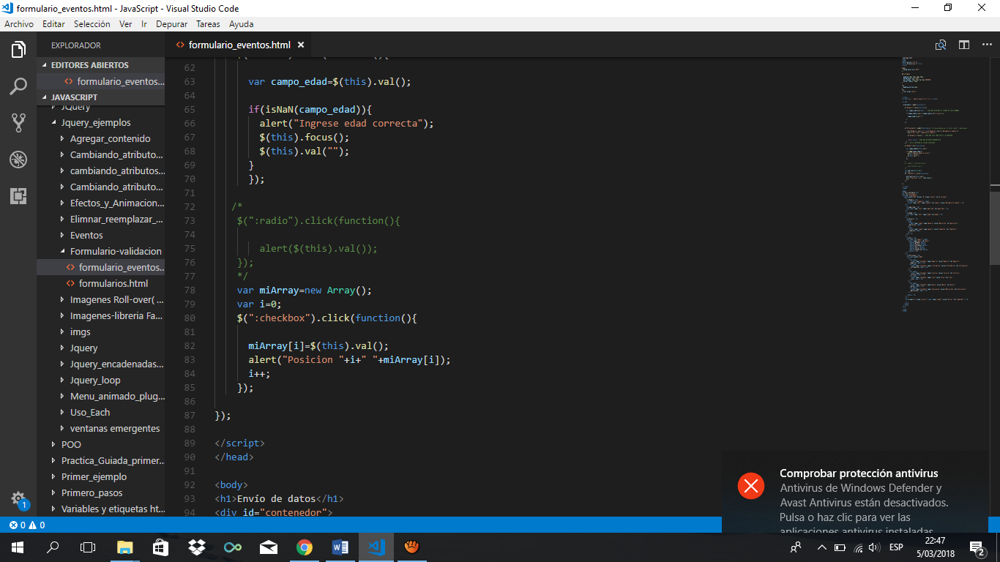 formulario_eventos.html - JavaScript - Visual Studio Code
Archivo Editar Selección Ver Ir Depurar Tareas Ayuda
EXPLORADOR
EDITORES ABIERTOS
formulario_eventos...
JAVASCRIPT
JQuery
Jquery_ejemplos
Agregar_contenido
Cambiando_atributo...
cambiando_atributos...
Cambiando_atributo...
Efectos_y_Animacion...
Elimnar_reemplazar_...
Eventos
Formulario-validacion
formulario_eventos...
formularios.html
Imagenes Roll-over( ...
Imagenes-libreria Fa...
imgs
Jquery
Jquery_encadenadas...
Jquery_loop
Menu_animado_plug...
Uso_Each
ventanas emergentes
POO
Practica_Guiada_primer...
Primer_ejemplo
Primero_pasos
Variables y etiquetas ht...
formulario_eventos.html
62
63 var campo_edad=$(this).val();
64
65 if(isNaN(campo_edad)){
66 alert("Ingrese edad correcta");
67 $(this).focus();
68 $(this).val("");
69 }
70 });
71
72 /*
73 $(":radio").click(function(){
74
75 alert($(this).val());
76 });
77 */
78 var miArray=new Array();
79 var i=0;
80 $(":checkbox").click(function(){
81
82 miArray[i]=$(this).val();
83 alert("Posicion "+i+" "+miArray[i]);
84 i++;
85 });
86
87 });
88
89 </script>
90 </head>
91
92 <body>
93 <h1>Envío de datos</h1>
94 <div id="contenedor">
Comprobar protección antivirus
Antivirus de Windows Defender y
Avast Antivirus están desactivados.
Pulsa o haz clic para ver las
aplicaciones antivirus instaladas
1
0 0
ESP
22:47
5/03/2018
2